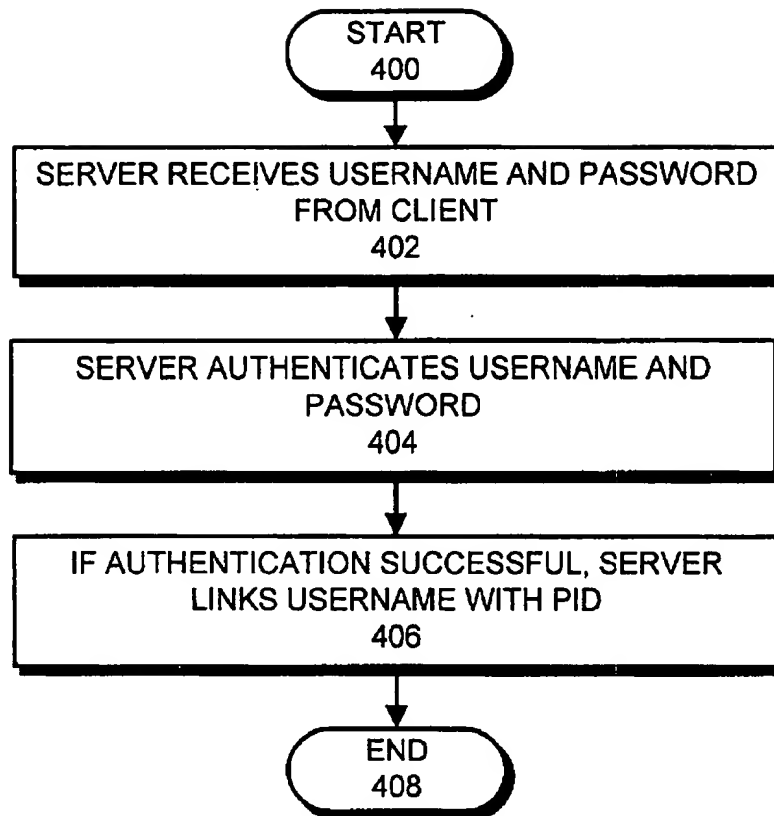 START
400
SERVER RECEIVES USERNAME AND PASSWORD
FROM CLIENT
402
SERVER AUTHENTICATES USERNAME AND
PASSWORD
404
IF AUTHENTICATION SUCCESSFUL, SERVER
LINKS USERNAME WITH PID
406
END
408